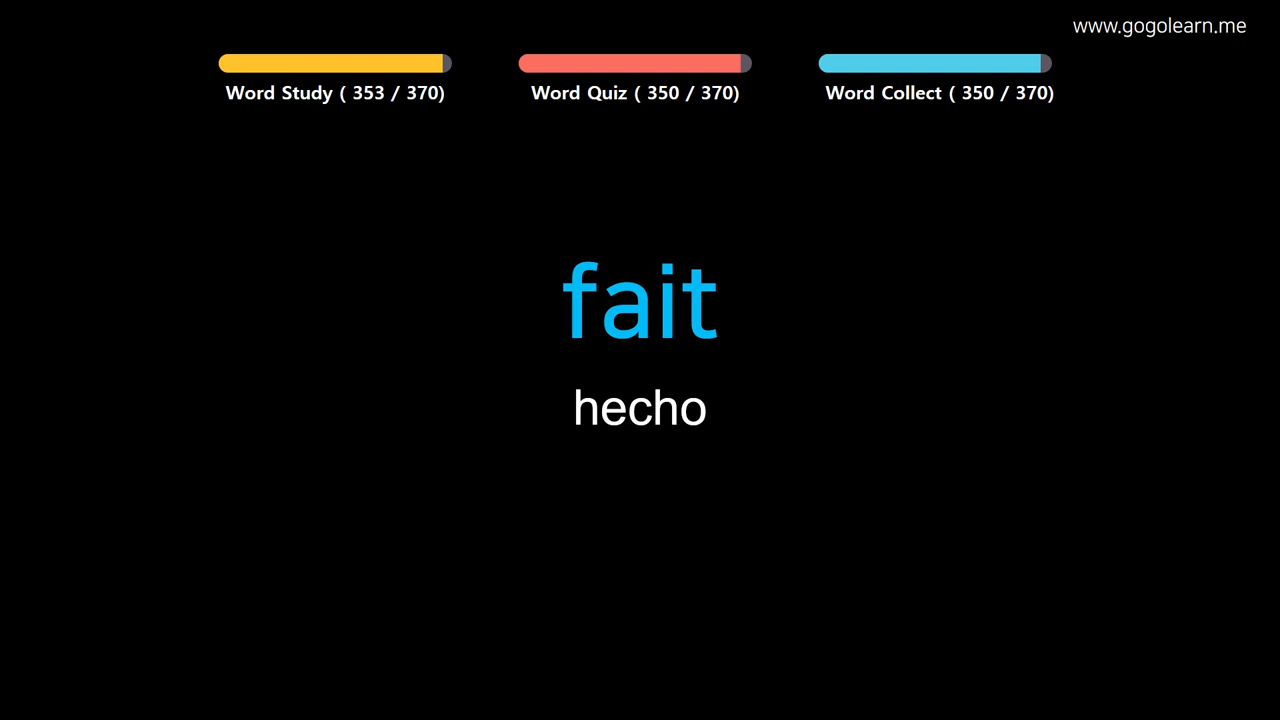 www.gogolearn.me
Word Study ( 353 / 370)
Word Quiz ( 350 / 370)
Word Collect ( 350 / 370)
fait
hecho